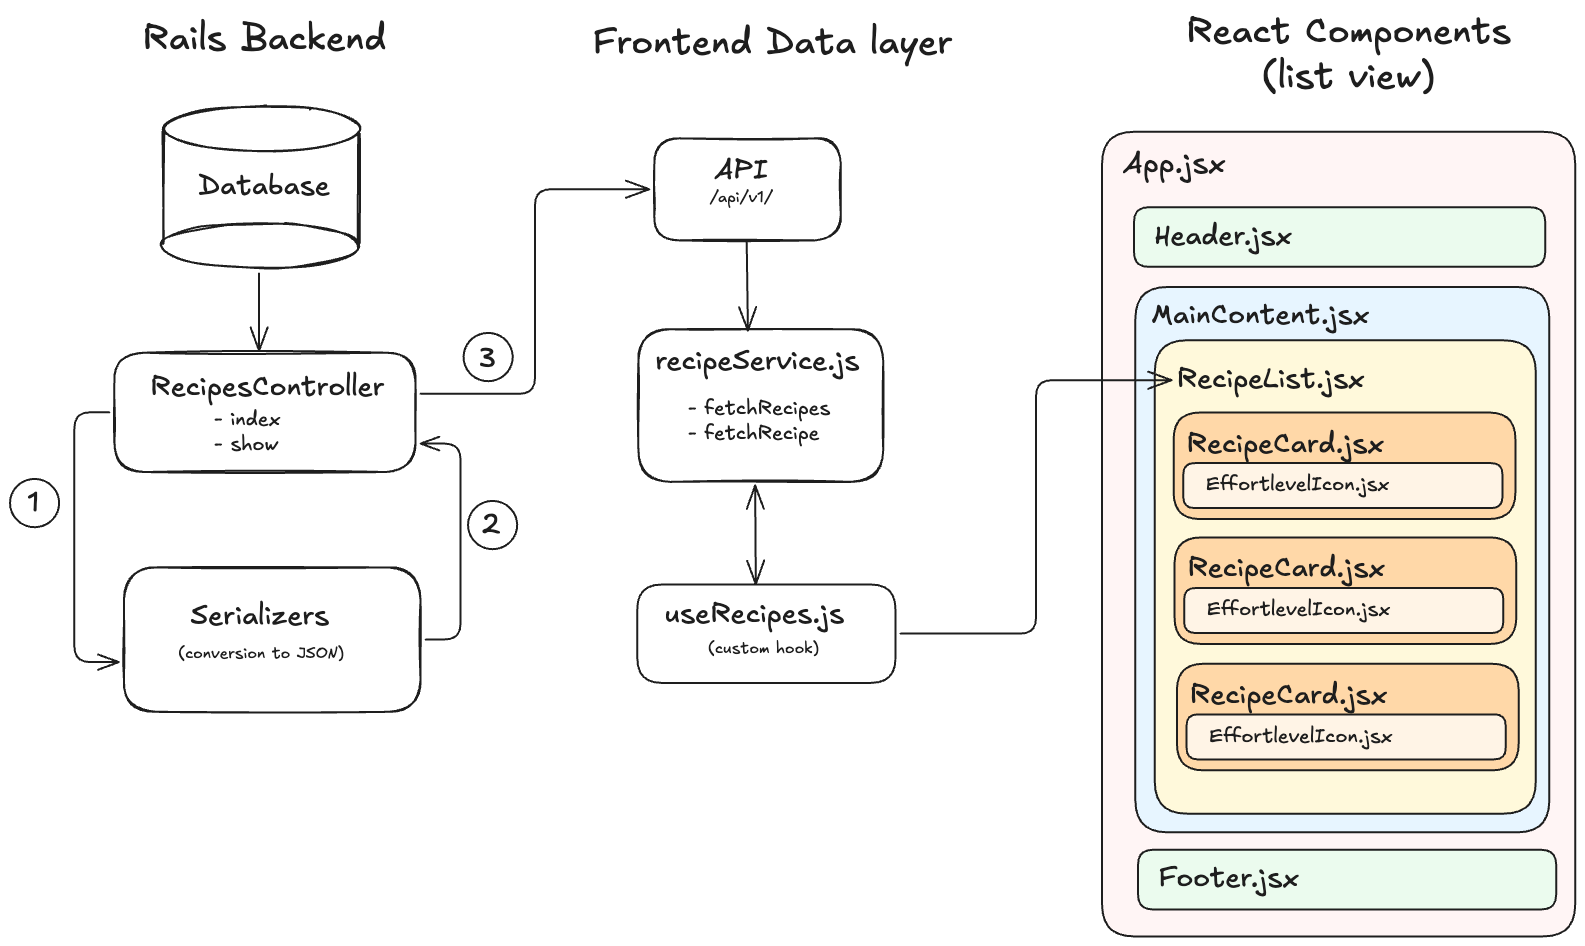 Rails Backend
Database
RecipesController
- index
- show
1
2
3
Serializers
(conversion to JSON)
Frontend Data layer
API
/api/v1/
recipeService.js
- fetchRecipes
- fetchRecipe
useRecipes.js
(custom hook)
React Components
(list view)
App.jsx
Header.jsx
MainContent.jsx
RecipeList.jsx
RecipeCard.jsx
EffortlevelIcon.jsx
RecipeCard.jsx
EffortlevelIcon.jsx
RecipeCard.jsx
EffortlevelIcon.jsx
Footer.jsx